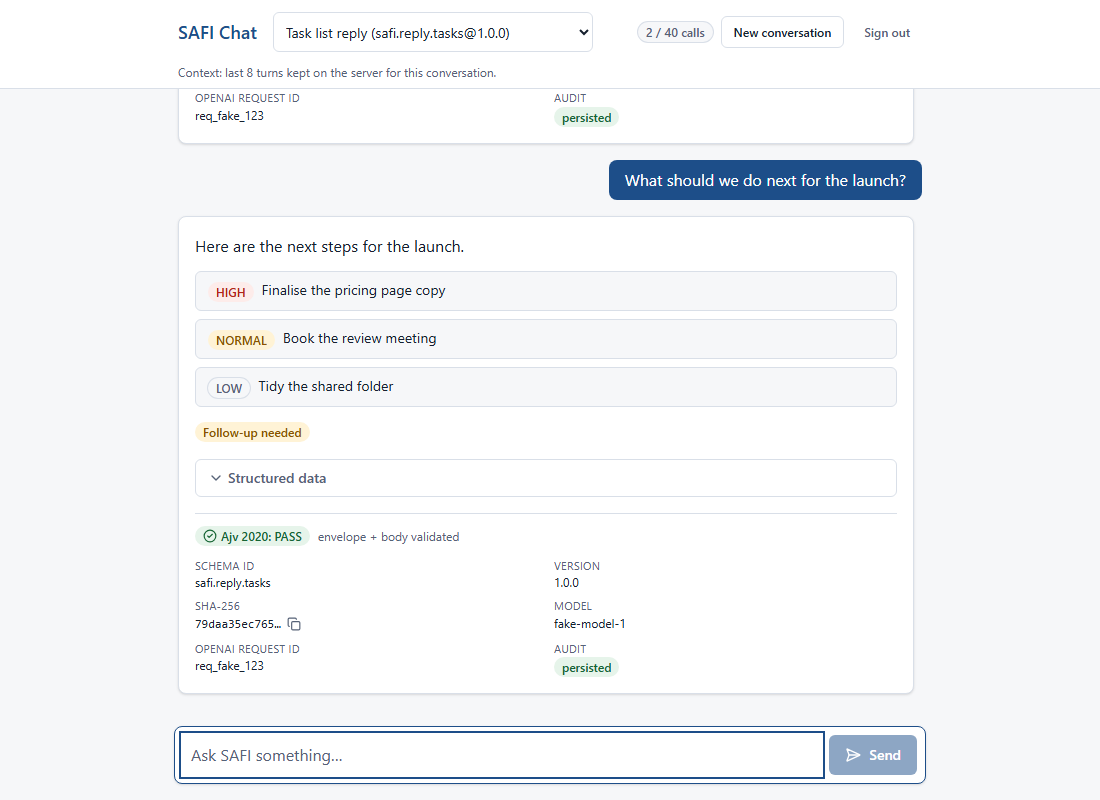 SAFI Chat
Task list reply (safi.reply.tasks@1.0.0)
2 / 40 calls
New conversation
Sign out
Context: last 8 turns kept on the server for this conversation.
OPENAI REQUEST ID
req_fake_123
AUDIT
persisted
What should we do next for the launch?
Here are the next steps for the launch.
HIGH Finalise the pricing page copy
NORMAL Book the review meeting
LOW Tidy the shared folder
Follow-up needed
Structured data
Ajv 2020: PASS envelope + body validated
SCHEMA ID
safi.reply.tasks
VERSION
1.0.0
SHA-256
79daa35ec765…
MODEL
fake-model-1
OPENAI REQUEST ID
req_fake_123
AUDIT
persisted
Ask SAFI something...
Send